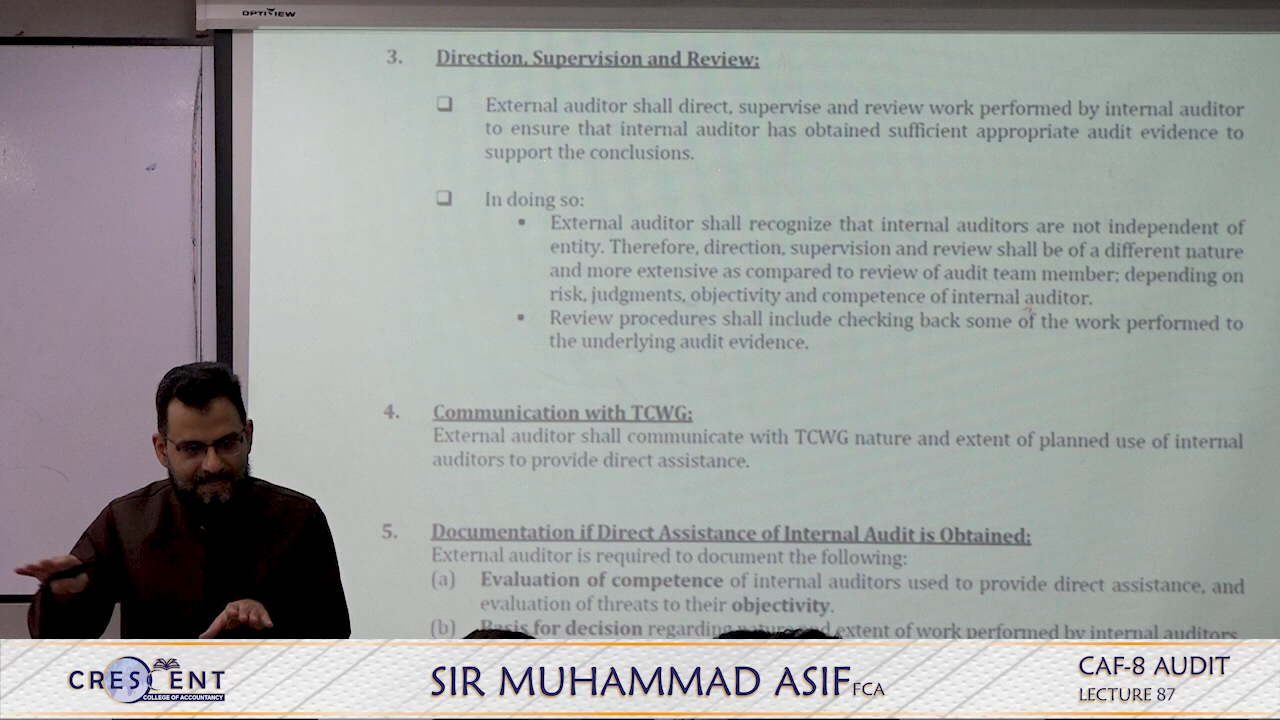 OPTIVIEW
3. Direction, Supervision and Review:
❑ External auditor shall direct, supervise and review work performed by internal auditor
to ensure that internal auditor has obtained sufficient appropriate audit evidence to
support the conclusions.
❑ In doing so:
• External auditor shall recognize that internal auditors are not independent of
entity. Therefore, direction, supervision and review shall be of a different nature
and more extensive as compared to review of audit team member; depending on
risk, judgments, objectivity and competence of internal auditor.
• Review procedures shall include checking back some of the work performed to
the underlying audit evidence.
4. Communication with TCWG:
External auditor shall communicate with TCWG nature and extent of planned use of internal
auditors to provide direct assistance.
5. Documentation if Direct Assistance of Internal Audit is Obtained:
External auditor is required to document the following:
(a) Evaluation of competence of internal auditors used to provide direct assistance, and
evaluation of threats to their objectivity.
(b) Basis for decision regarding nature and extent of work performed by internal auditors
CRESCENT
COLLEGE OF ACCOUNTANCY
SIR MUHAMMAD ASIF FCA
CAF-8 AUDIT
LECTURE 87